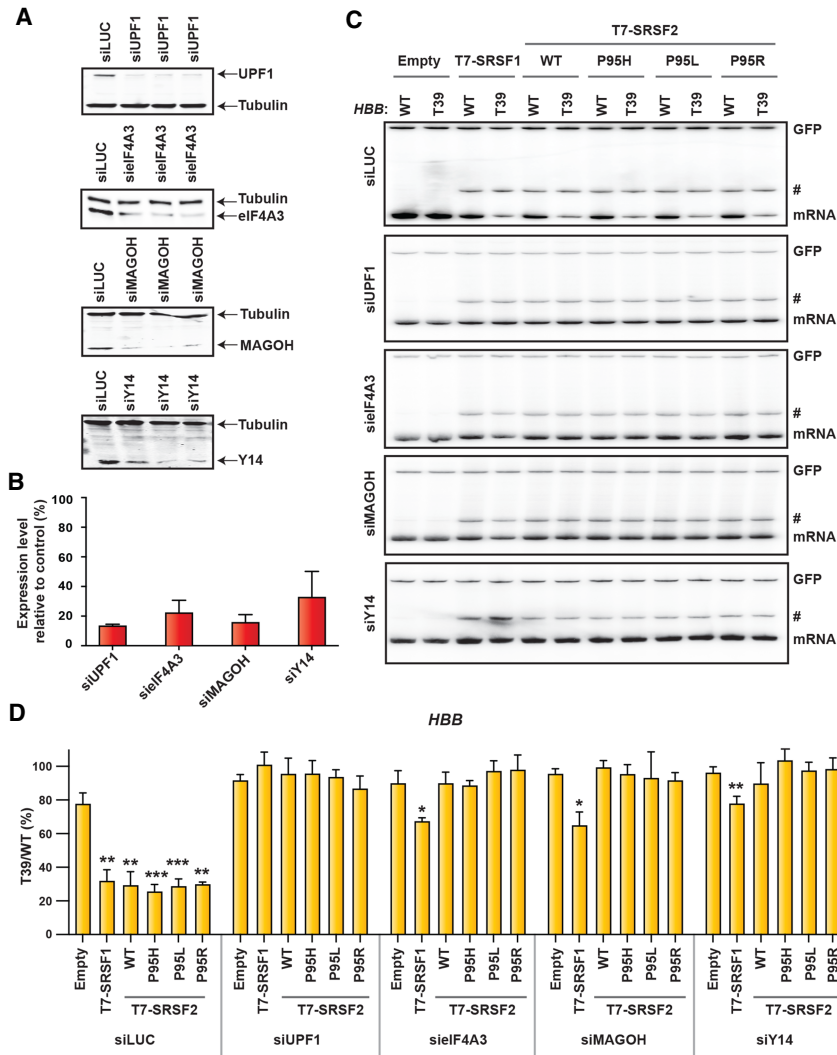 A
siLUC siUPF1 siUPF1 siUPF1
UPF1
Tubulin
siLUC sieIF4A3 sieIF4A3 sieIF4A3
Tubulin
eIF4A3
siLUC siMAGOH siMAGOH siMAGOH
Tubulin
MAGOH
siLUC siY14 siY14 siY14
Tubulin
Y14
B
Expression level
relative to control (%)
100
80
60
40
20
0
siUPF1 sieIF4A3 siMAGOH siY14
C
T7-SRSF2
Empty T7-SRSF1 WT P95H P95L P95R
HBB: WT T39 WT T39 WT T39 WT T39 WT T39 WT T39
siLUC
GFP
#
mRNA
siUPF1
GFP
#
mRNA
sieIF4A3
GFP
#
mRNA
siMAGOH
GFP
#
mRNA
siY14
GFP
#
mRNA
D
HBB
T39/WT (%)
100
80
60
40
20
0
** ** *** *** ** * * **
Empty T7-SRSF1 WT P95H P95L P95R Empty T7-SRSF1 WT P95H P95L P95R Empty T7-SRSF1 WT P95H P95L P95R Empty T7-SRSF1 WT P95H P95L P95R Empty T7-SRSF1 WT P95H P95L P95R
T7-SRSF2 T7-SRSF2 T7-SRSF2 T7-SRSF2 T7-SRSF2
siLUC siUPF1 sieIF4A3 siMAGOH siY14